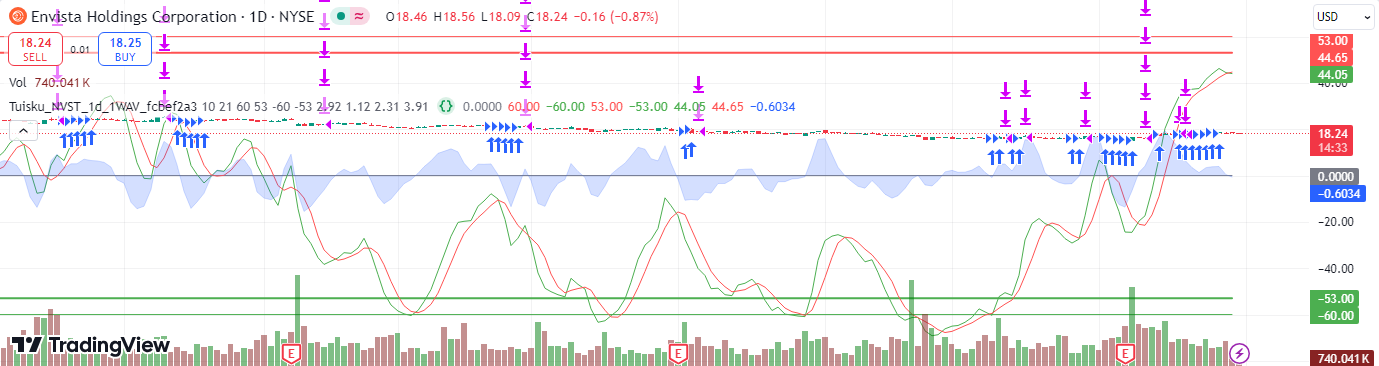 Envista Holdings Corporation · 1D · NYSE O18.46 H18.56 L18.09 C18.24 −0.16 (−0.87%)
USD
18.24
SELL
0.01
18.25
BUY
Vol 740.041 K
Tuisku_NVST_1d_1WAV_fcbef2a3 10 21 60 53 -60 -53 2.92 1.12 2.31 3.91 0.0000 60.00 −60.00 53.00 −53.00 44.05 44.65 −0.6034
53.00
44.65
44.05
40.00
18.24
14:33
0.0000
−0.6034
−20.00
−40.00
−53.00
−60.00
740.041 K
TradingView
E
E
E